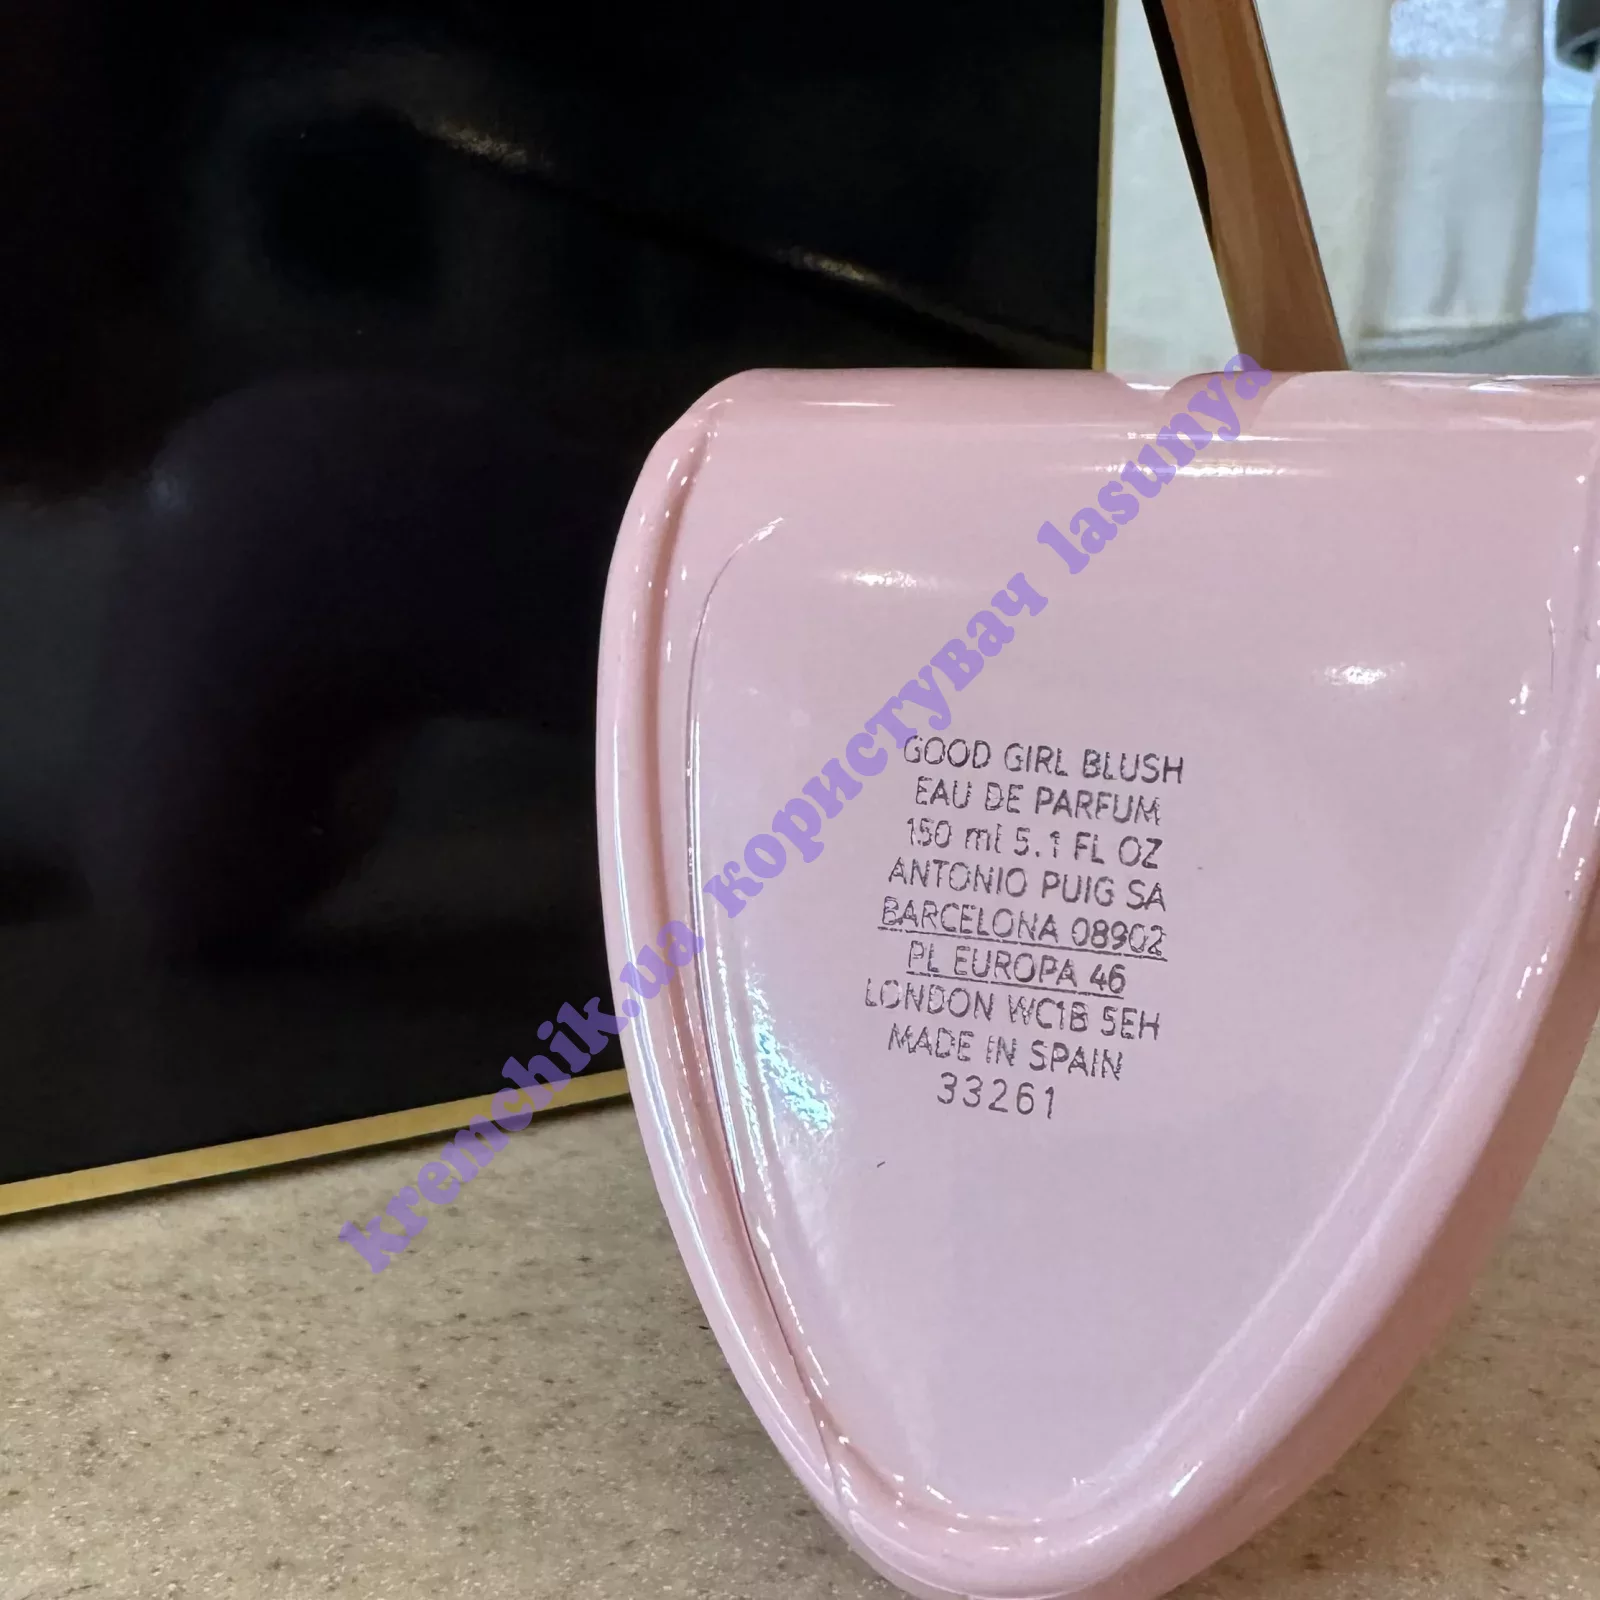 GOOD GIRL BLUSH
EAU DE PARFUM
150 ml 5.1 FL OZ
ANTONIO PUIG SA
BARCELONA 08902
PL EUROPA 46
LONDON WC1B 5EH
MADE IN SPAIN
33261
kremchik.ua користувач lasunya